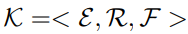 𝒦 =< ℰ, ℛ, ℱ >